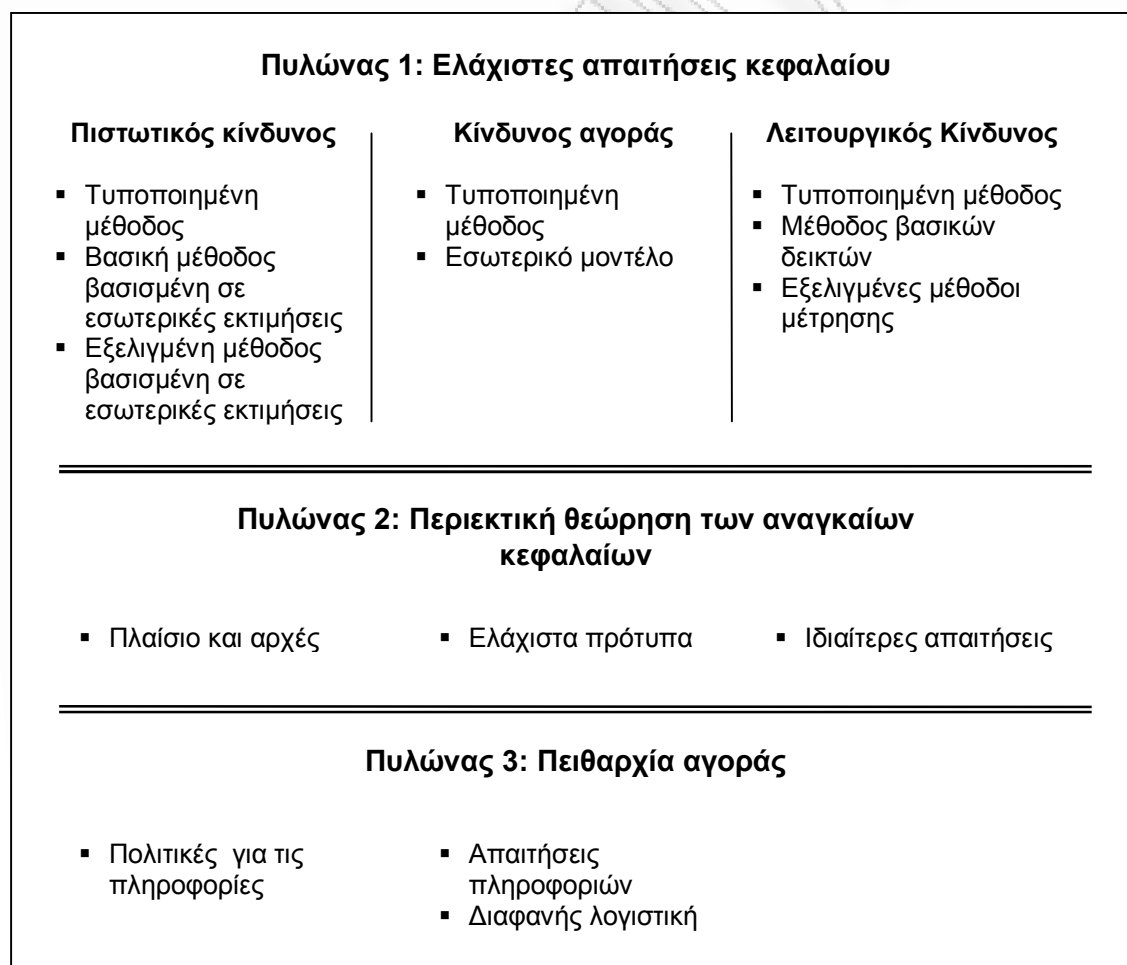 Πυλώνας 1: Ελάχιστες απαιτήσεις κεφαλαίου
Πιστωτικός κίνδυνος
▪ Τυποποιημένη
μέθοδος
▪ Βασική μέθοδος
βασισμένη σε
εσωτερικές εκτιμήσεις
▪ Εξελιγμένη μέθοδος
βασισμένη σε
εσωτερικές εκτιμήσεις
Κίνδυνος αγοράς
▪ Τυποποιημένη
μέθοδος
▪ Εσωτερικό μοντέλο
Λειτουργικός Κίνδυνος
▪ Τυποποιημένη μέθοδος
▪ Μέθοδος βασικών
δεικτών
▪ Εξελιγμένες μέθοδοι
μέτρησης
Πυλώνας 2: Περιεκτική θεώρηση των αναγκαίων
κεφαλαίων
▪ Πλαίσιο και αρχές
▪ Ελάχιστα πρότυπα
▪ Ιδιαίτερες απαιτήσεις
Πυλώνας 3: Πειθαρχία αγοράς
▪ Πολιτικές για τις
πληροφορίες
▪ Απαιτήσεις
πληροφοριών
▪ Διαφανής λογιστική